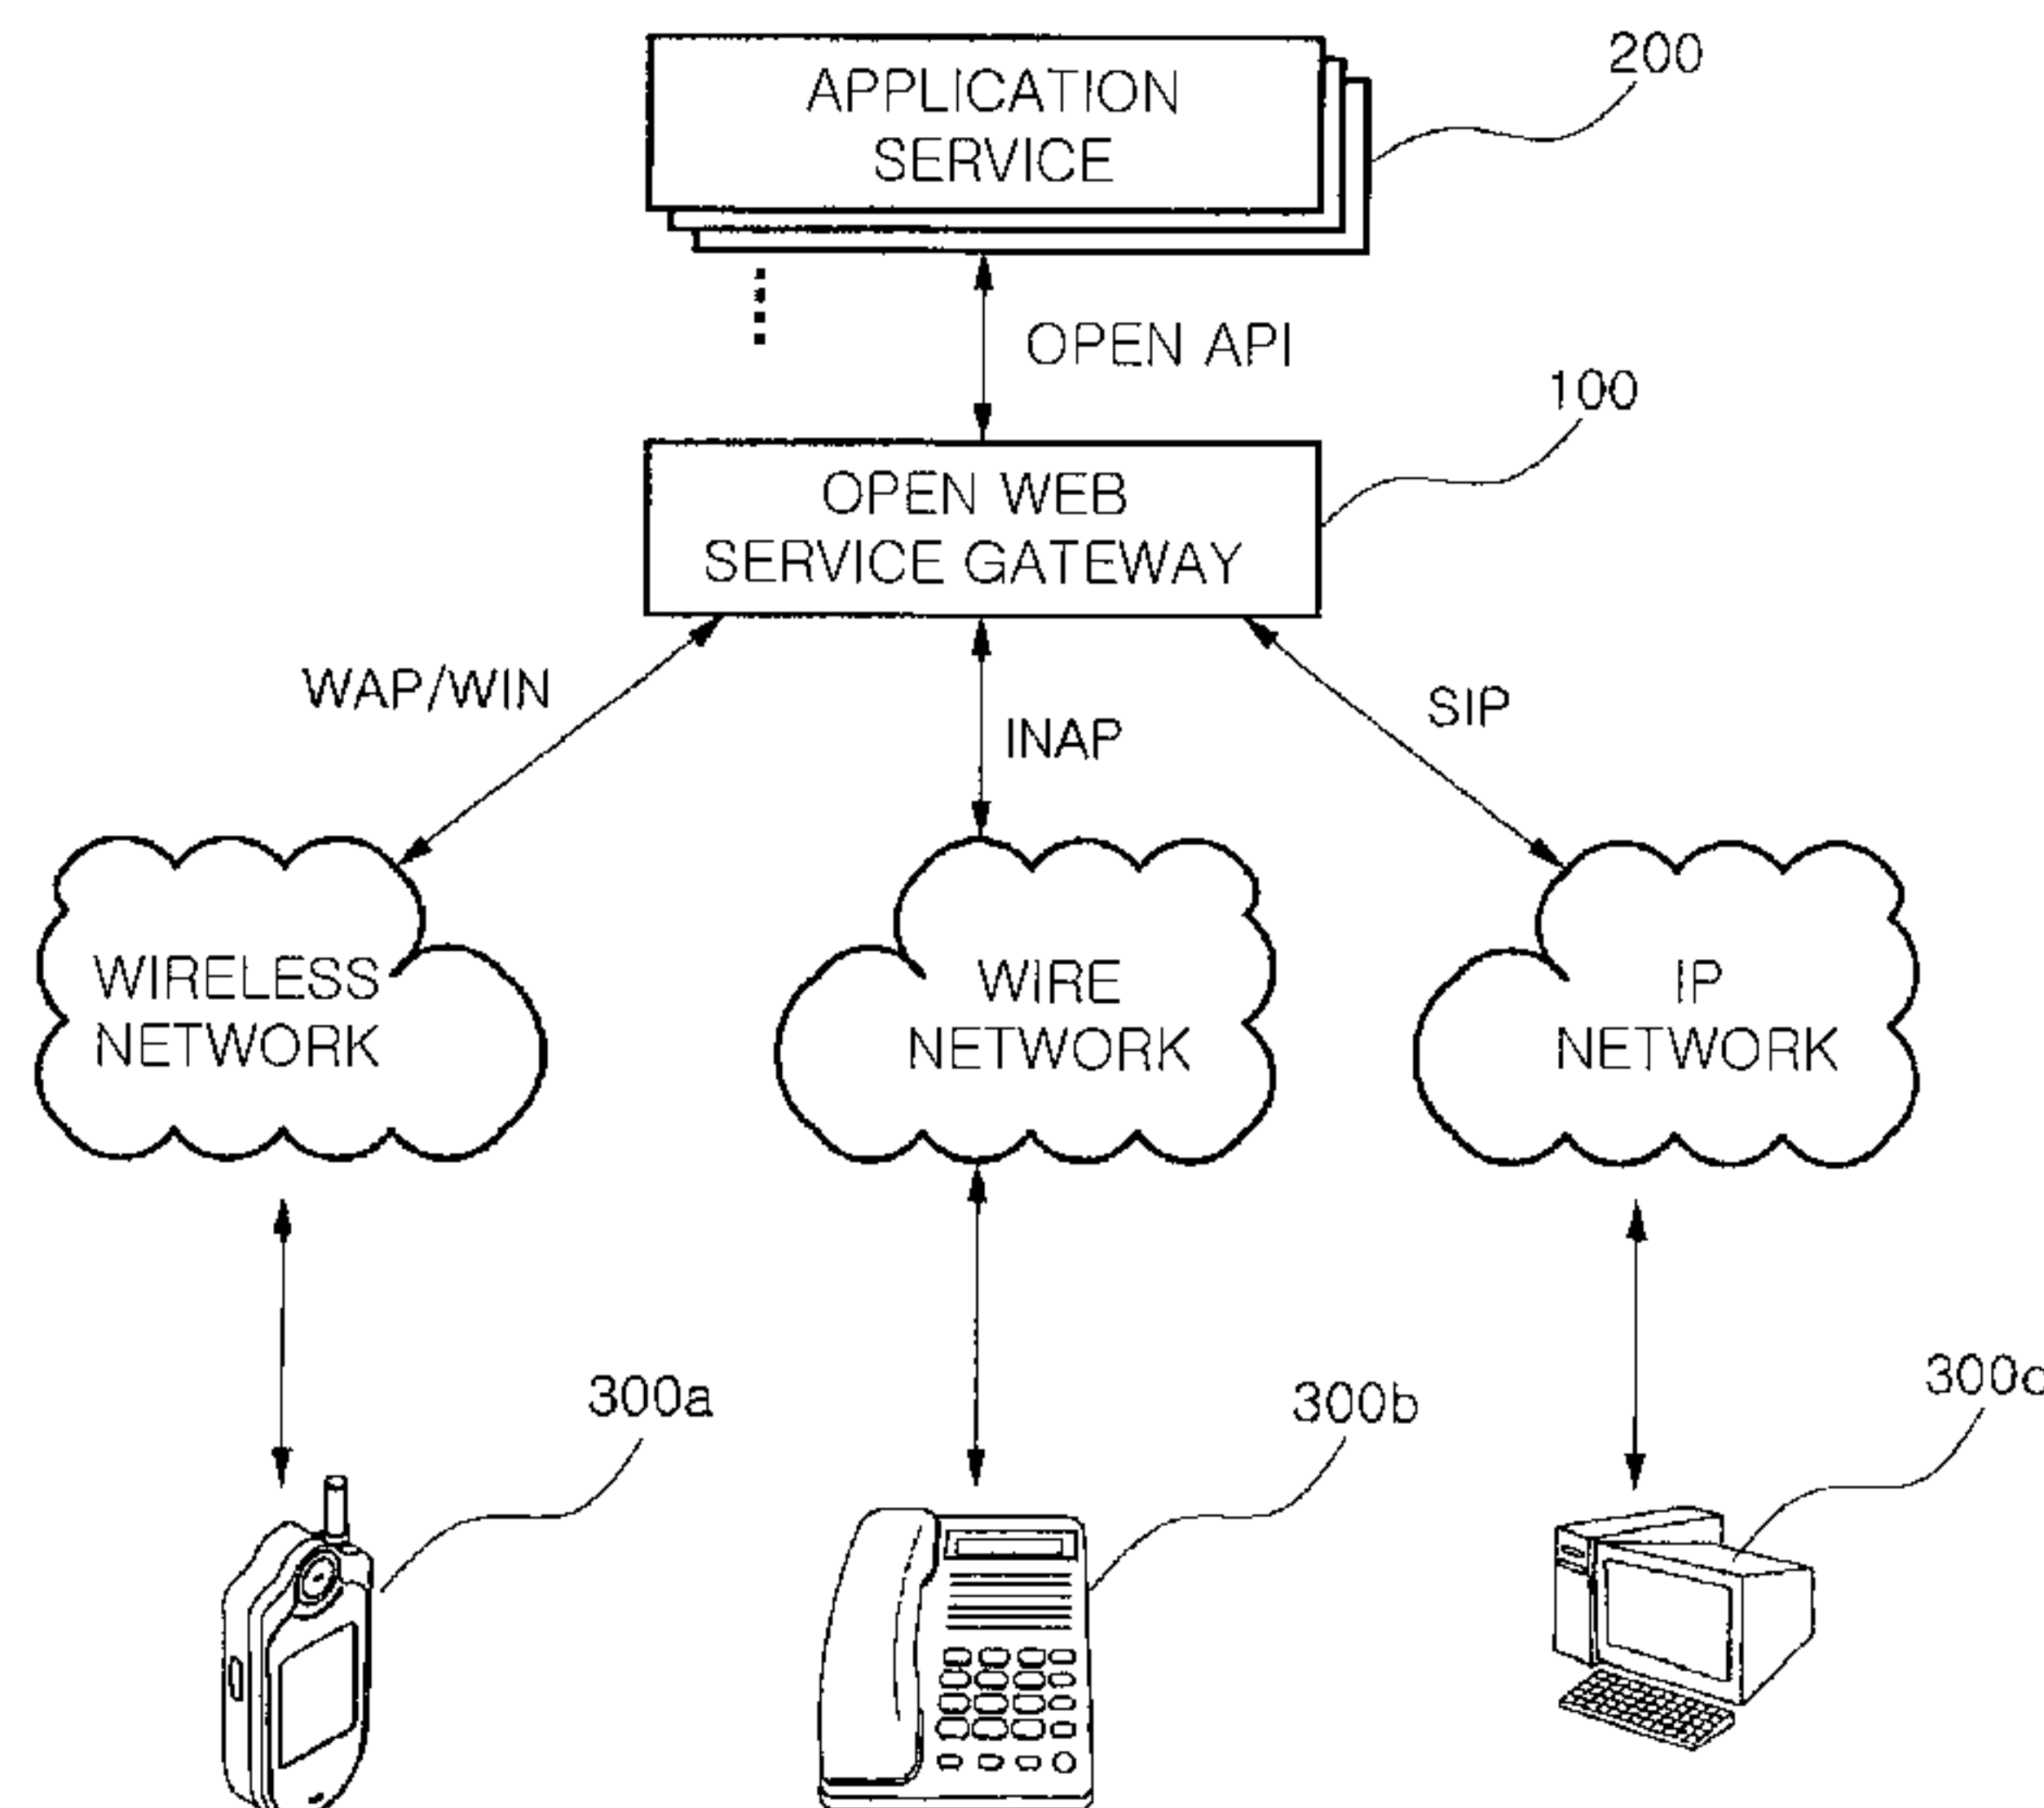 APPLICATION
SERVICE
200
OPEN API
100
OPEN WEB
SERVICE GATEWAY
WAP/WIN
INAP
SIP
WIRELESS
NETWORK
WIRE
NETWORK
IP
NETWORK
300a
300b